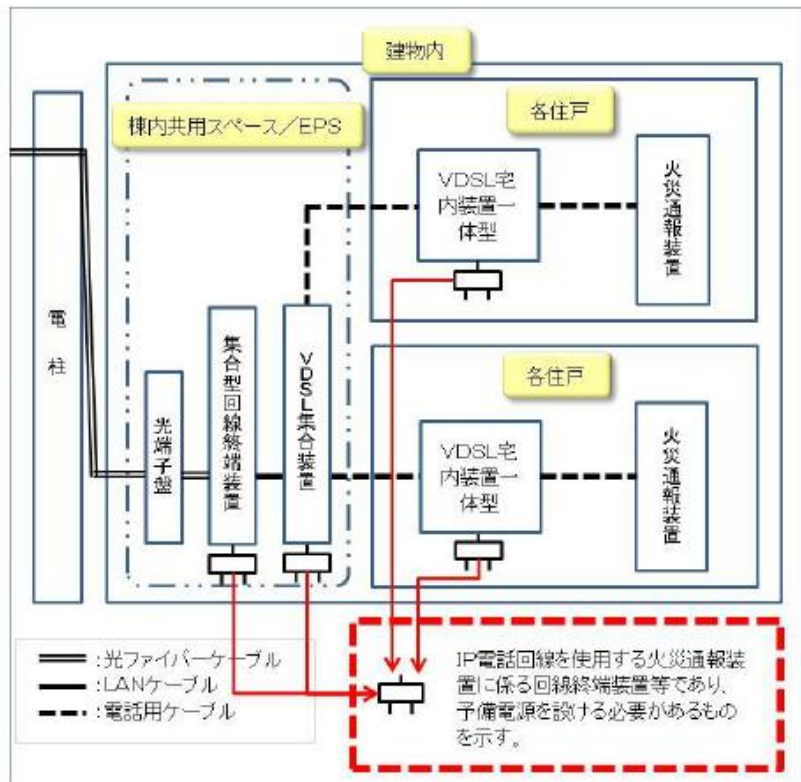 建物内
棟内共用スペース／EPS
各住戸
VDSL宅
内装置一
体型
火災通報装置
電柱
光端子盤
集合型回線終端装置
VDSL集合装置
各住戸
VDSL宅
内装置一
体型
火災通報装置
:光ファイバーケーブル
:LANケーブル
:電話用ケーブル
IP電話回線を使用する火災通報装
置に係る回線終端装置等であり、
予備電源を設ける必要があるもの
を示す。